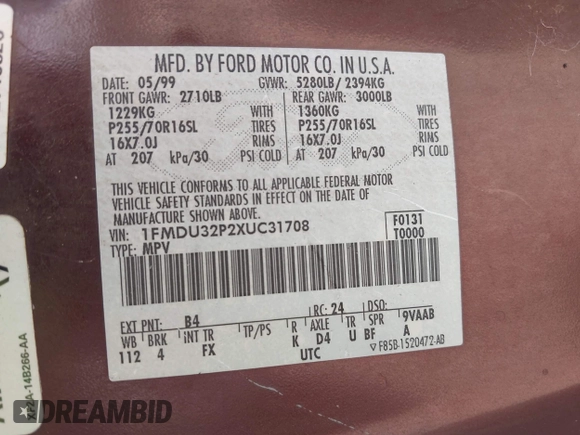 MFD. BY FORD MOTOR CO. IN U.S.A.
DATE: 05/99 GVWR: 5280LB/ 2394KG
FRONT GAWR: 2710LB REAR GAWR: 3000LB
1229KG WITH 1360KG WITH
P255/70R16SL TIRES P255/70R16SL TIRES
16X7.0J RIMS 16X7.0J RIMS
AT 207 kPa/30 PSI COLD AT 207 kPa/30 PSI COLD
THIS VEHICLE CONFORMS TO ALL APPLICABLE FEDERAL MOTOR
VEHICLE SAFETY STANDARDS IN EFFECT ON THE DATE OF
MANUFACTURE SHOWN ABOVE.
VIN: 1FMDU32P2XUC31708 F0131
TYPE: MPV T0000
EXT PNT: B4 RC: 24 DSO:
WB BRK INT TR TP/PS R AXLE TR SPR 9VAAB
112 4 FX K D4 U BF A
UTC F85B-1520472-AB
XF2A-14B266-AA
DREAMBID